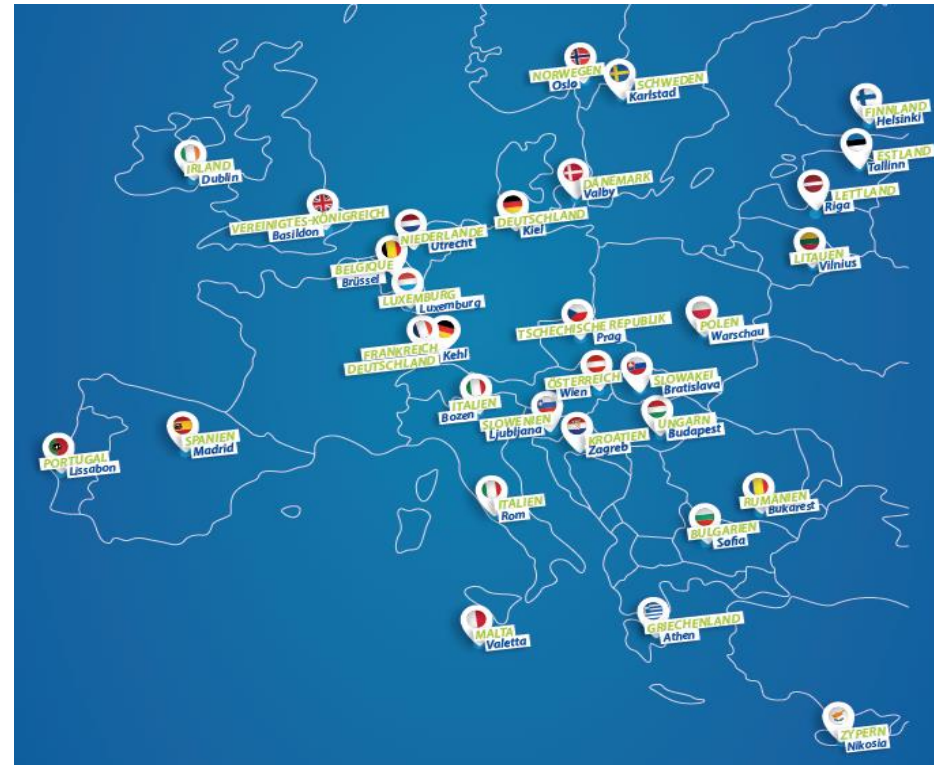 NORWEGEN
Oslo
SCHWEDEN
Karlstad
FINNLAND
Helsinki
ESTLAND
Tallinn
IRLAND
Dublin
DÄNEMARK
Valby
LETTLAND
Riga
VEREINIGTES-KÖNIGREICH
Basildon
DEUTSCHLAND
Kiel
NIEDERLANDE
Utrecht
LITAUEN
Vilnius
BELGIQUE
Brüssel
LUXEMBURG
Luxemburg
TSCHECHISCHE REPUBLIK
Prag
POLEN
Warschau
FRANKREICH
DEUTSCHLAND
Kehl
ÖSTERREICH
Wien
SLOWAKEI
Bratislava
ITALIEN
Bozen
SLOWENIEN
Ljubljana
KROATIEN
Zagreb
UNGARN
Budapest
SPANIEN
Madrid
PORTUGAL
Lissabon
ITALIEN
Rom
RUMÄNIEN
Bukarest
BULGARIEN
Sofia
MALTA
Valetta
GRIECHENLAND
Athen
ZYPERN
Nikosia